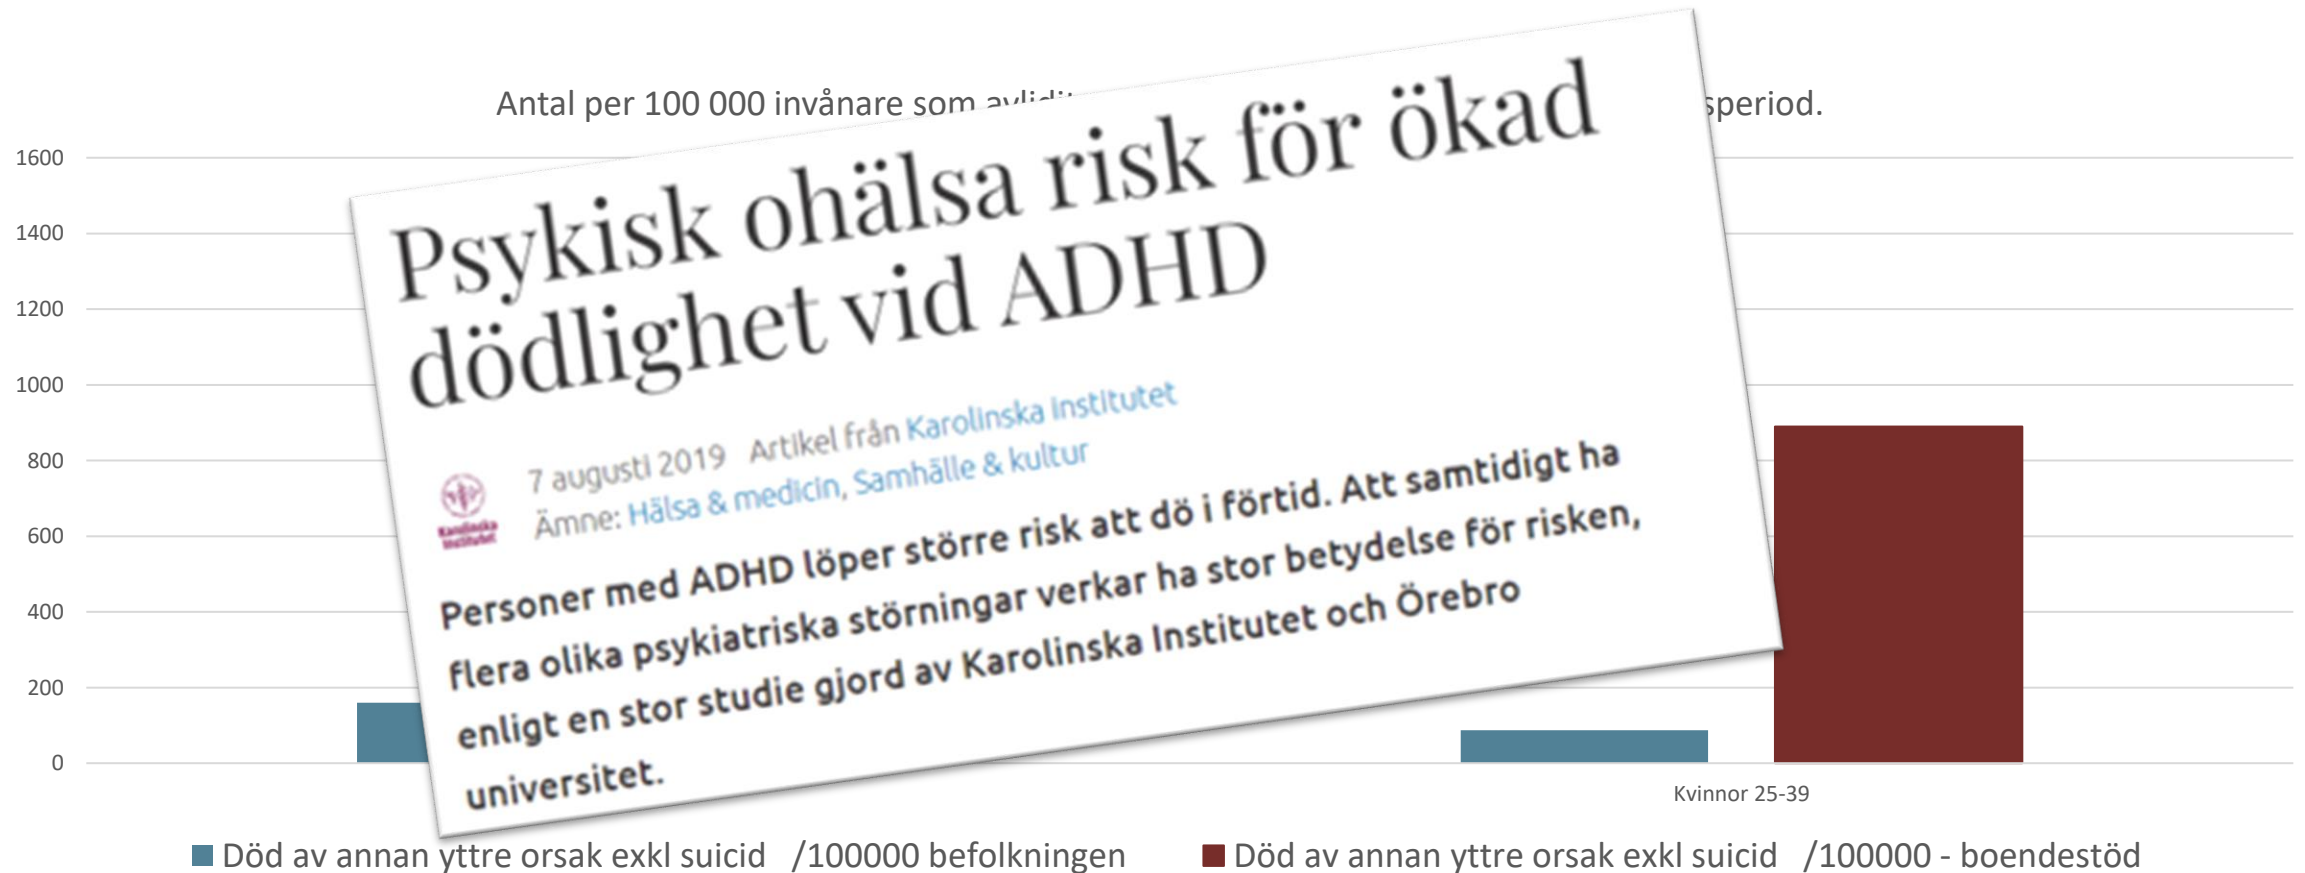 Antal per 100 000 invånare som avlidit speriod.
1600
1400
1200
1000
800
600
400
200
0
Psykisk ohälsa risk för ökad
dödlighet vid ADHD
Karolinska
Institutet
7 augusti 2019 Artikel från Karolinska Institutet
Ämne: Hälsa & medicin, Samhälle & kultur
Personer med ADHD löper större risk att dö i förtid. Att samtidigt ha
flera olika psykiatriska störningar verkar ha stor betydelse för risken,
enligt en stor studie gjord av Karolinska Institutet och Örebro
universitet.
Kvinnor 25-39
Död av annan yttre orsak exkl suicid /100000 befolkningen
Död av annan yttre orsak exkl suicid /100000 - boendestöd